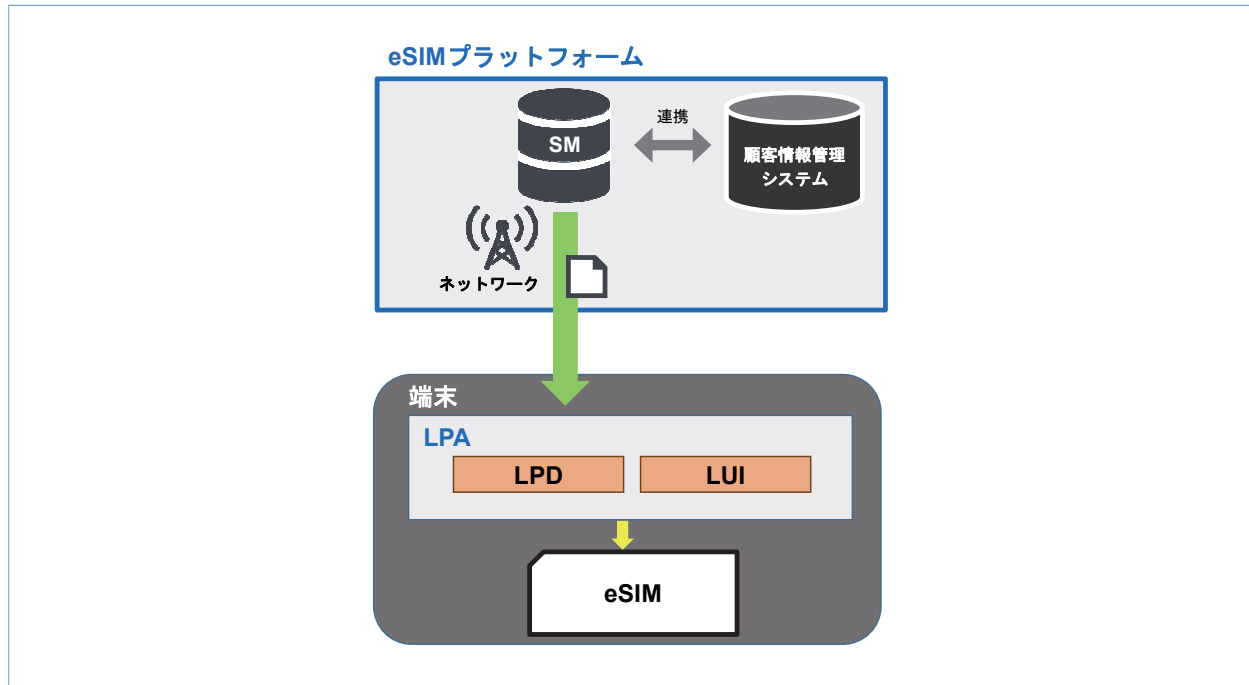 eSIMプラットフォーム
SM
連携
顧客情報管理
システム
ネットワーク
端末
LPA
LPD
LUI
eSIM